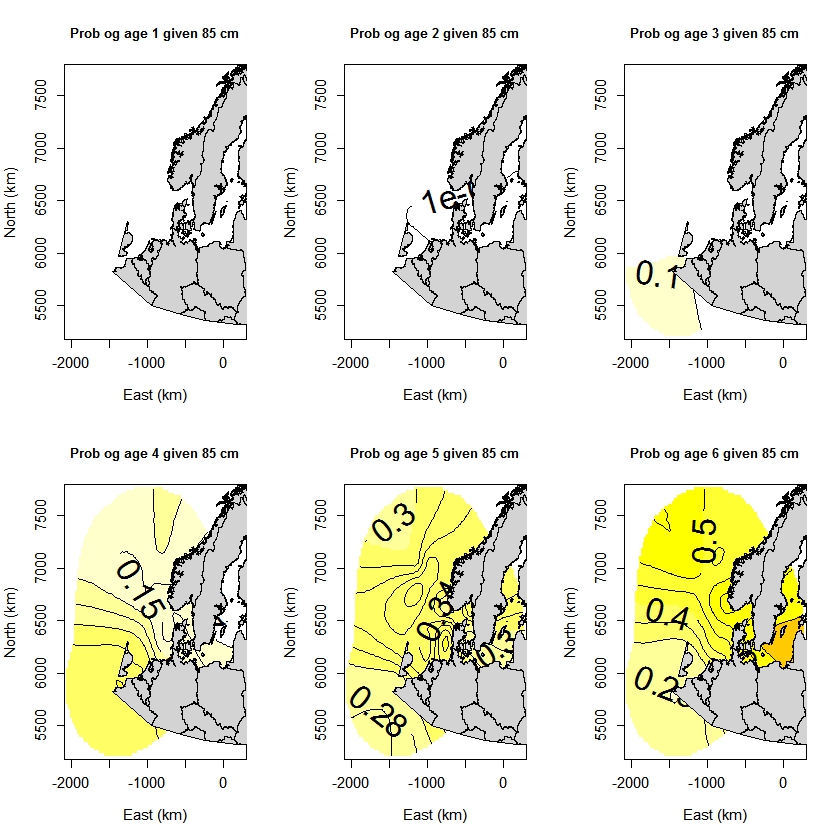 Prob og age 1 given 85 cm
Prob og age 2 given 85 cm
Prob og age 3 given 85 cm
North (km)
5500 6000 6500 7000 7500
North (km)
5500 6000 6500 7000 7500
1e-
North (km)
5500 6000 6500 7000 7500
0.1
-2000 -1000 0
-2000 -1000 0
-2000 -1000 0
East (km)
East (km)
East (km)
Prob og age 4 given 85 cm
Prob og age 5 given 85 cm
Prob og age 6 given 85 cm
North (km)
5500 6000 6500 7000 7500
0.15
North (km)
5500 6000 6500 7000 7500
0.3
0.34
0.3
0.28
North (km)
5500 6000 6500 7000 7500
0.5
0.4
-2000 -1000 0
-2000 -1000 0
-2000 -1000 0
East (km)
East (km)
East (km)